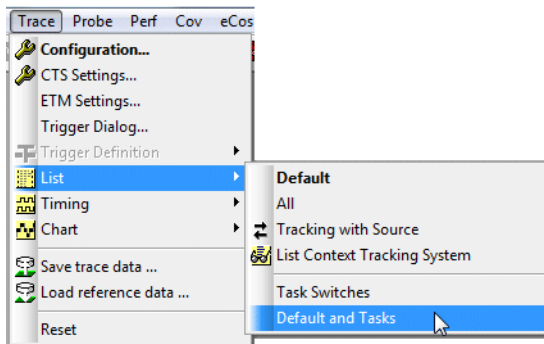 Trace Probe Perf Cov eCos
Configuration...
CTS Settings...
ETM Settings...
Trigger Dialog...
Trigger Definition
List
Timing
Chart
Save trace data ...
Load reference data ...
Reset
Default
All
Tracking with Source
List Context Tracking System
Task Switches
Default and Tasks